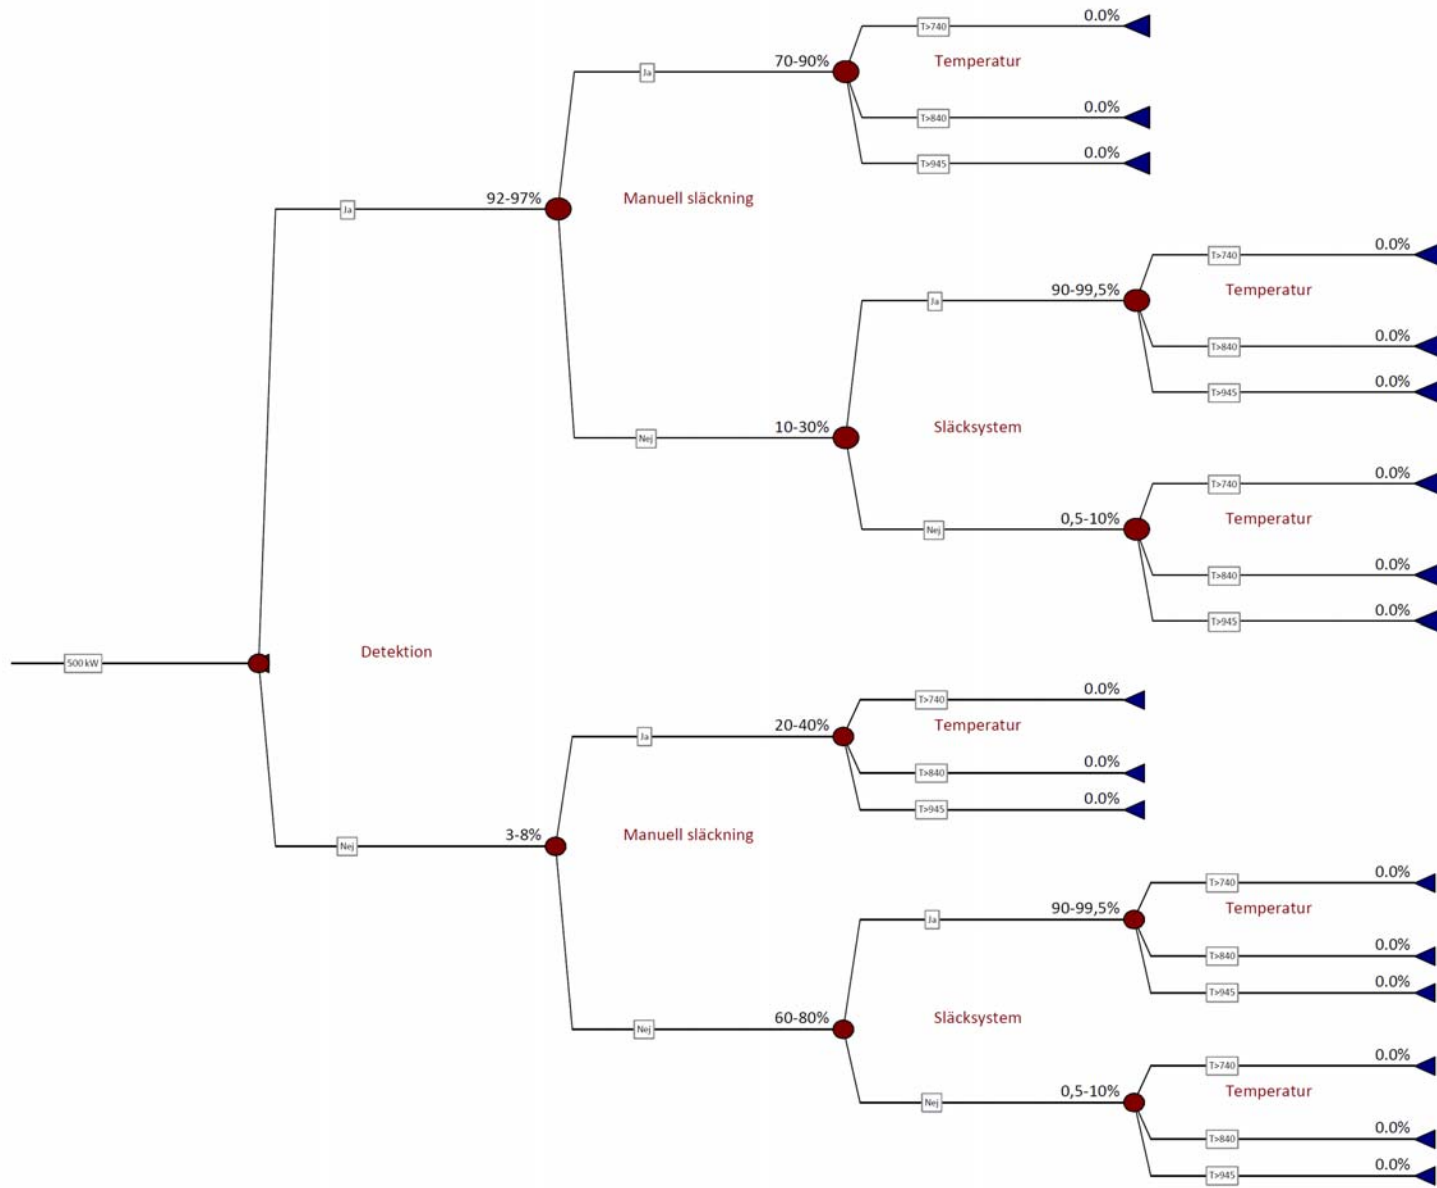 0.0%
T>740
70-90%
Temperatur
Ja
0.0%
T>840
0.0%
T>945
92-97%
Manuell släckning
Ja
0.0%
T>740
90-99,5%
Temperatur
Ja
0.0%
T>840
0.0%
T>945
10-30%
Släcksystem
Nej
0.0%
T>740
0,5-10%
Temperatur
Nej
0.0%
T>840
0.0%
T>945
Detektion
500 kW
0.0%
T>740
20-40%
Temperatur
Ja
0.0%
T>840
0.0%
T>945
3-8%
Manuell släckning
Nej
0.0%
T>740
90-99,5%
Temperatur
Ja
0.0%
T>840
0.0%
T>945
60-80%
Släcksystem
Nej
0.0%
T>740
0,5-10%
Temperatur
Nej
0.0%
T>840
0.0%
T>945